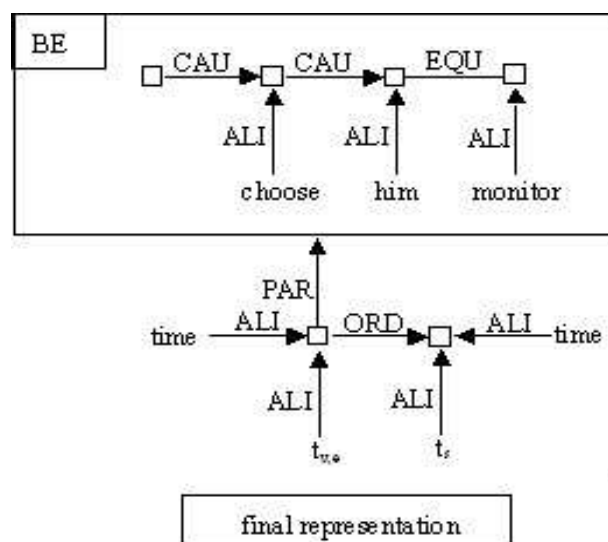 BE
CAU CAU EQU
ALI ALI ALI
choose him monitor
PAR
time ALI ORD ALI time
ALI ALI
t_v,e t_s
final representation